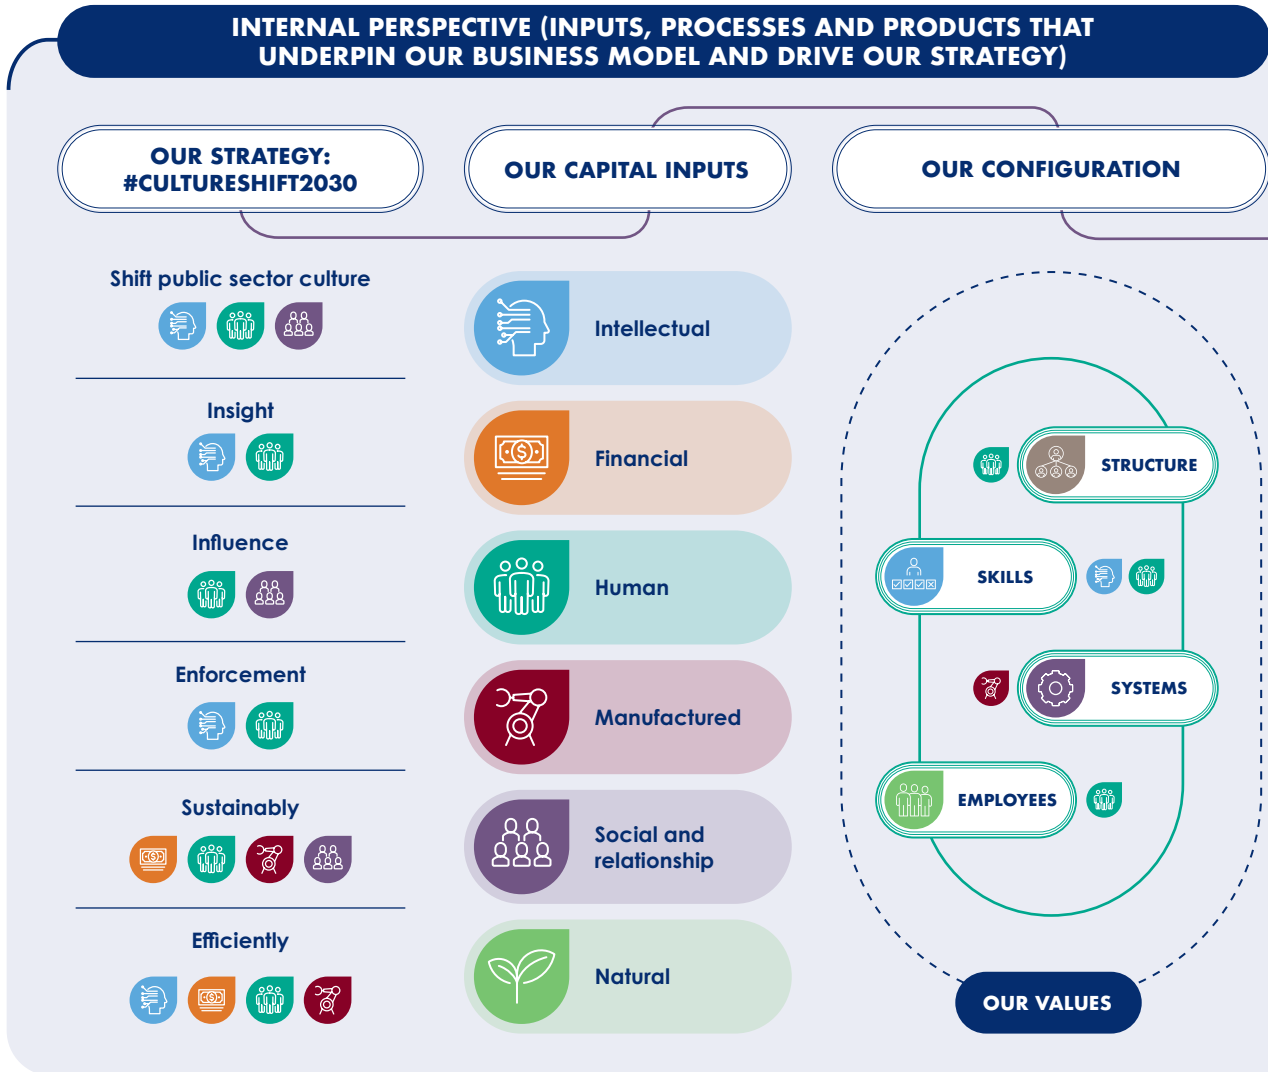 INTERNAL PERSPECTIVE (INPUTS, PROCESSES AND PRODUCTS THAT
UNDERPIN OUR BUSINESS MODEL AND DRIVE OUR STRATEGY)
OUR STRATEGY:
#CULTURESHIFT2030
Shift public sector culture
Insight
Influence
Enforcement
Sustainably
Efficiently
OUR CAPITAL INPUTS
Intellectual
Financial
Human
Manufactured
Social and
relationship
Natural
OUR CONFIGURATION
STRUCTURE
SKILLS
SYSTEMS
EMPLOYEES
OUR VALUES